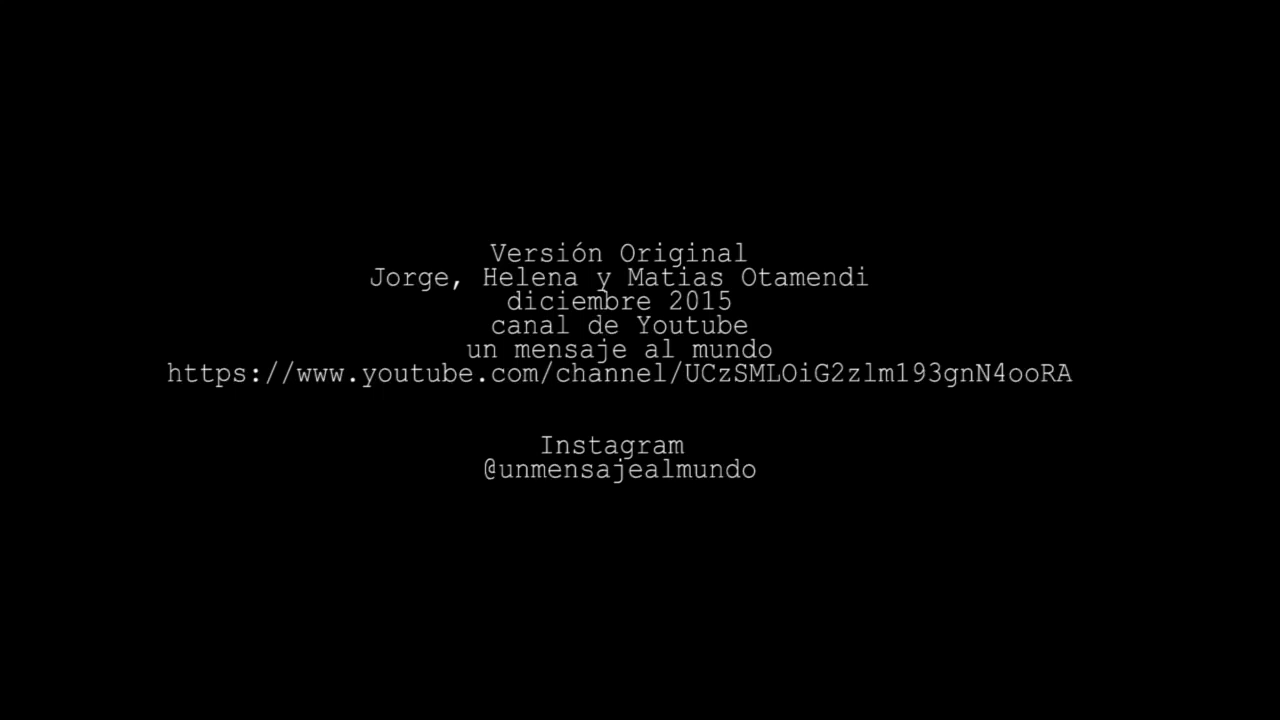 Versión Original
Jorge, Helena y Matias Otamendi
diciembre 2015
canal de Youtube
un mensaje al mundo
https://www.youtube.com/channel/UCzSMLOiG2zlm193gnN4ooRA
Instagram
@unmensajealmundo